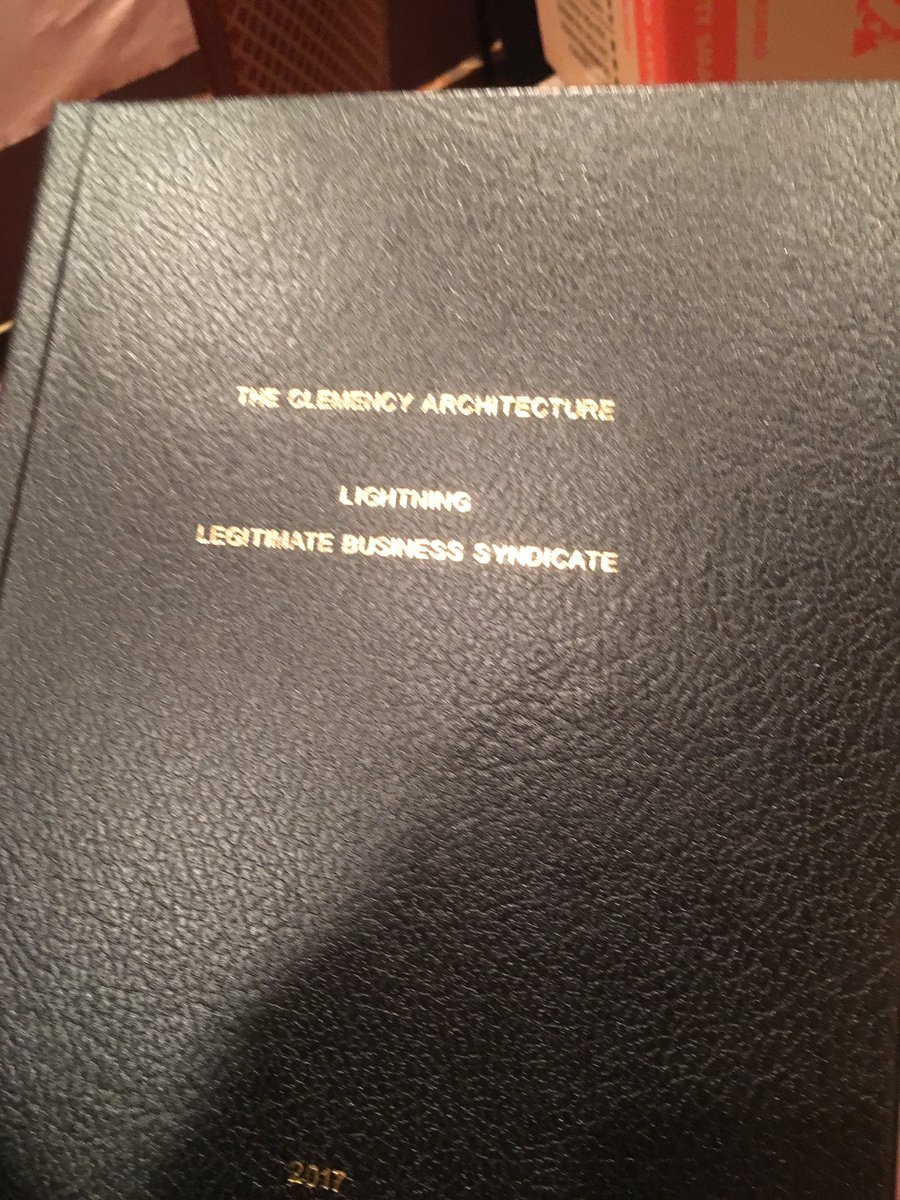 THE CLEMENCY ARCHITECTURE
LIGHTNING
LEGITIMATE BUSINESS SYNDICATE
2017